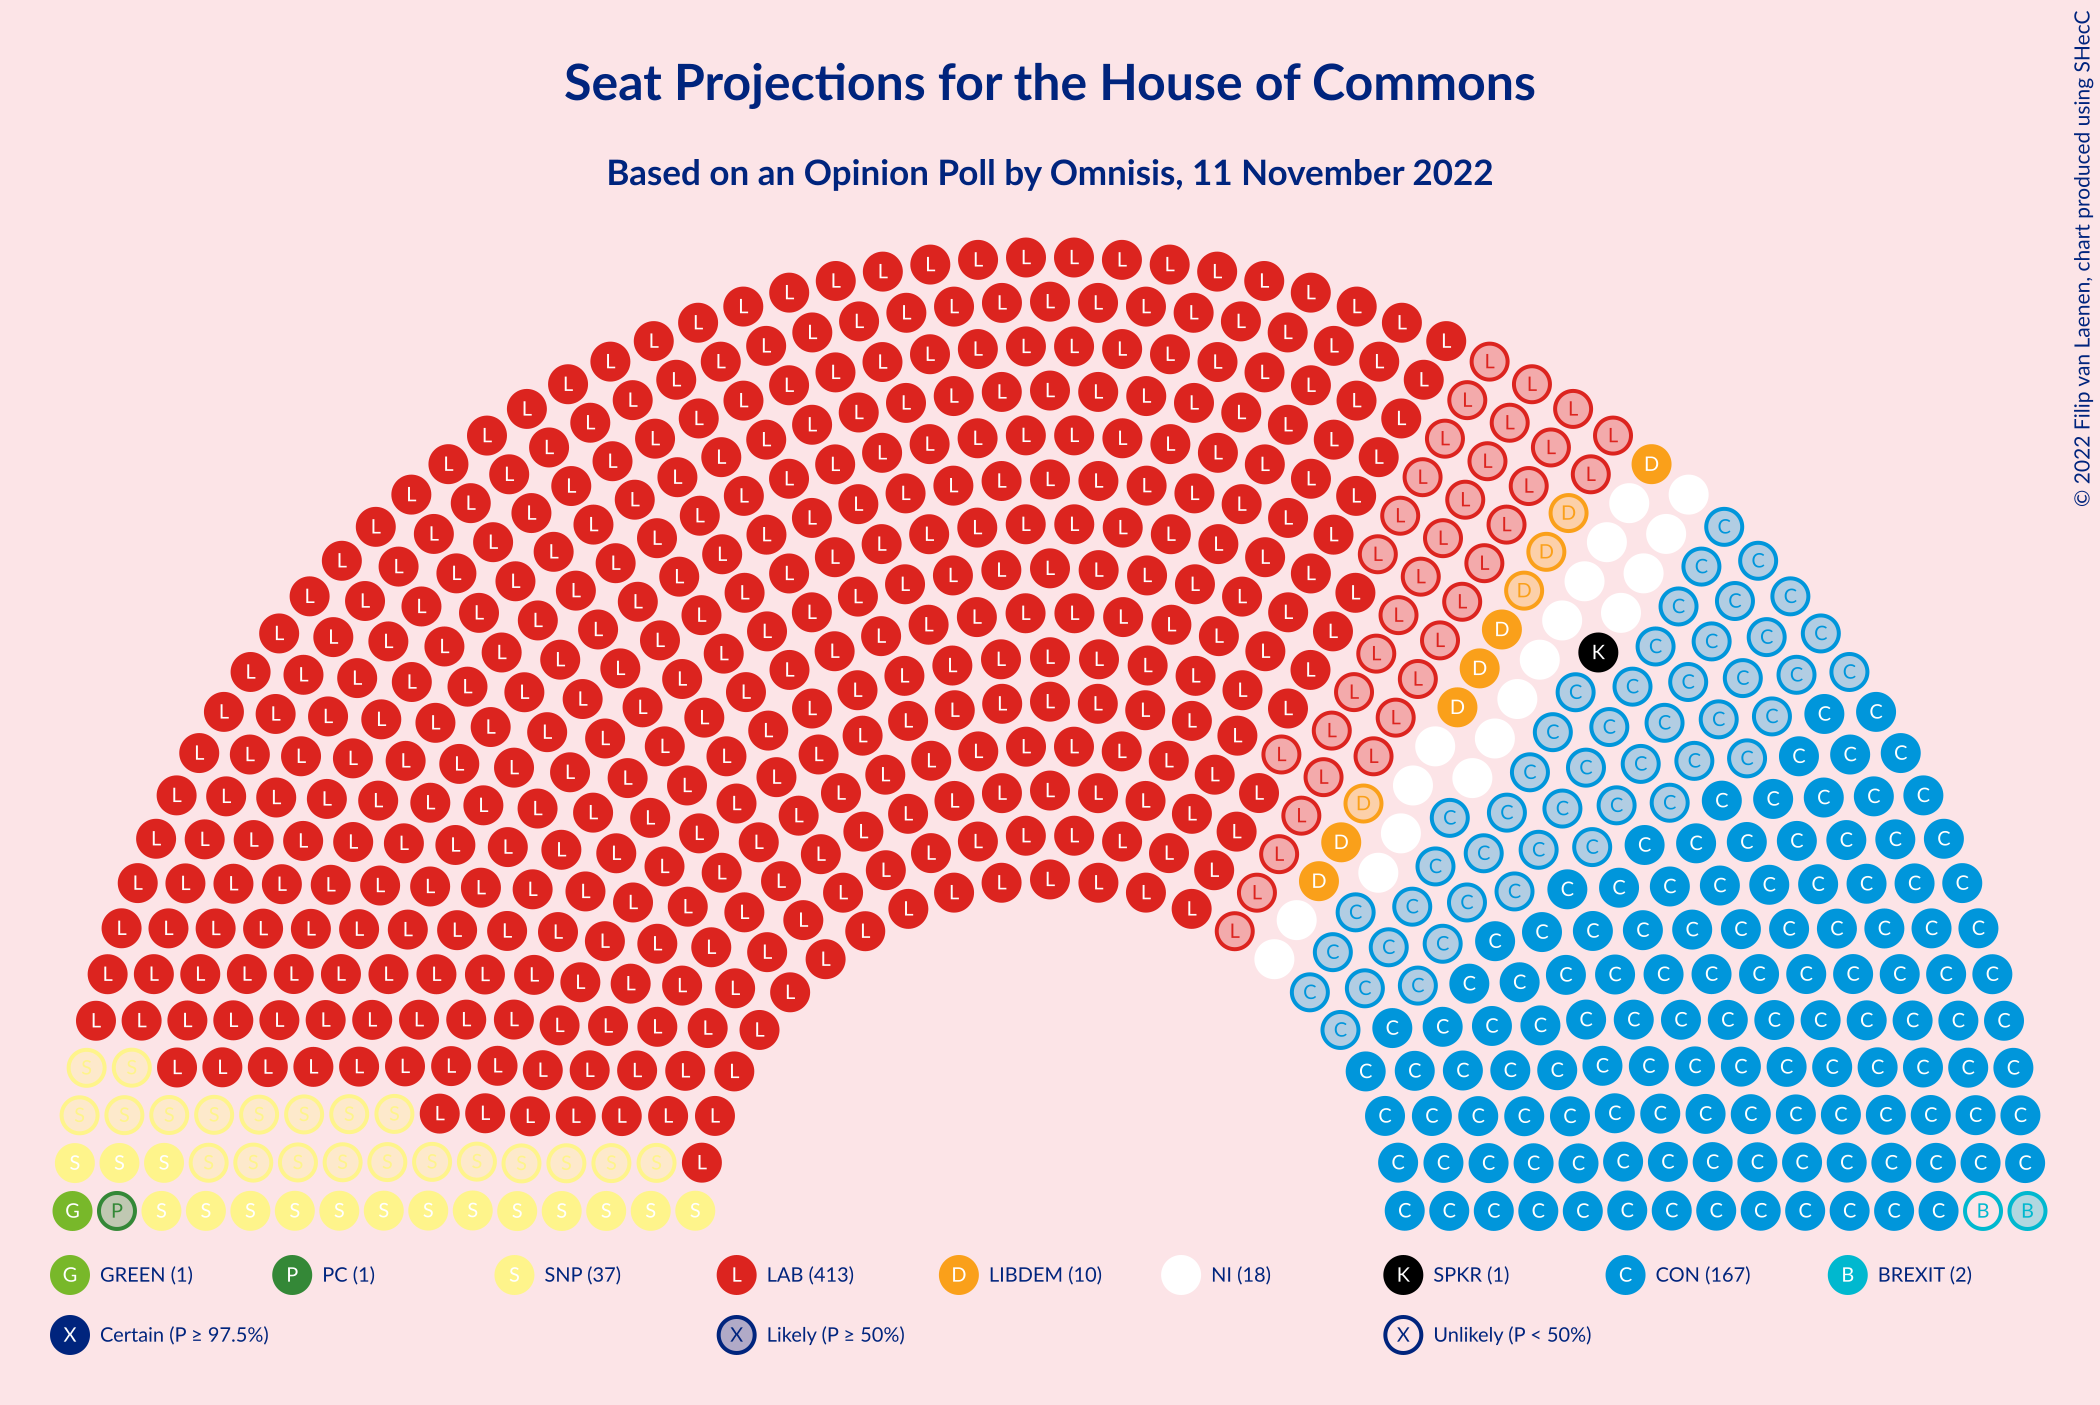 Seat Projections for the House of Commons
Based on an Opinion Poll by Omnisis, 11 November 2022
© 2022 Filip van Laenen, chart produced using SHecC
G GREEN (1) P PC (1) S SNP (37) L LAB (413) D LIBDEM (10) NI (18) K SPKR (1) C CON (167) B BREXIT (2)
X Certain (P ≥ 97.5%) X Likely (P ≥ 50%) X Unlikely (P < 50%)